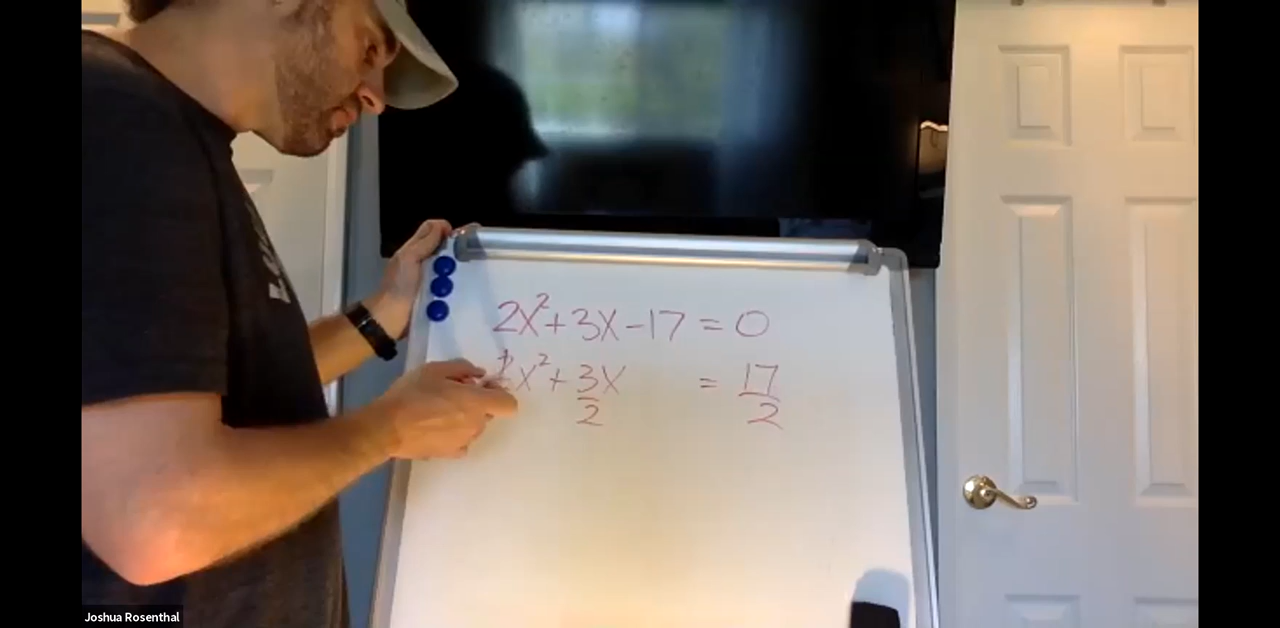 2x²+3x-17=0
x²+3x/2 = 17/2
Joshua Rosenthal